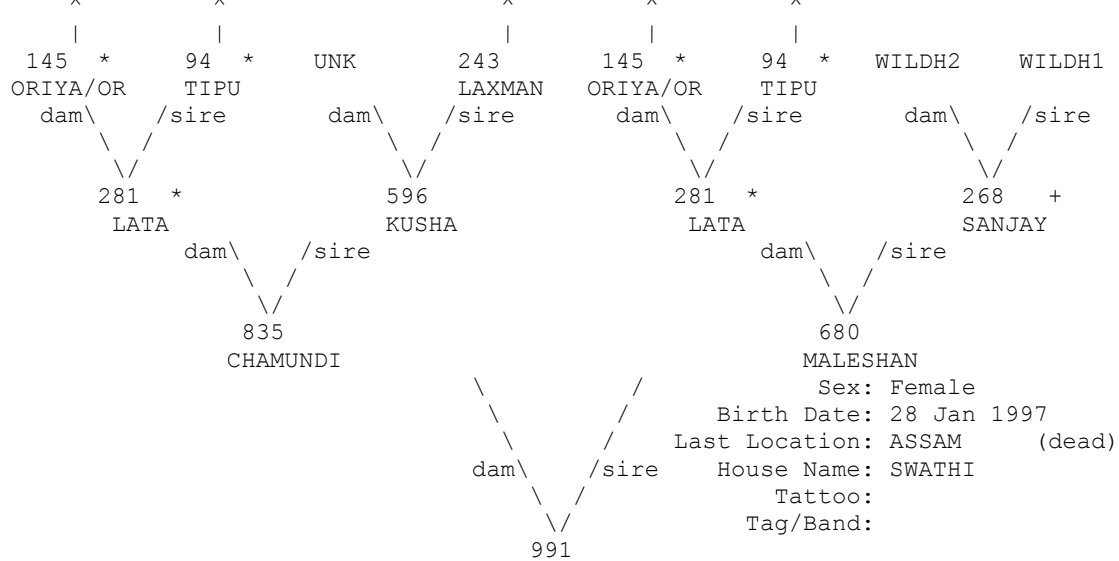 ^ ^ ^ ^ ^
| | | | |
145 * 94 * UNK 243 145 * 94 * WILDH2 WILDH1
ORIYA/OR TIPU LAXMAN ORIYA/OR TIPU
dam\ /sire dam\ /sire dam\ /sire dam\ /sire
\ / \ / \ / \ /
\/ \/ \/ \/
281 * 596 281 * 268 +
LATA KUSHA LATA SANJAY
dam\ /sire dam\ /sire
\ / \ /
\/ \/
835 680
CHAMUNDI MALESHAN
\ / Sex: Female
\ / Birth Date: 28 Jan 1997
\ / Last Location: ASSAM (dead)
dam\ /sire House Name: SWATHI
\ / Tattoo:
\/ Tag/Band:
991